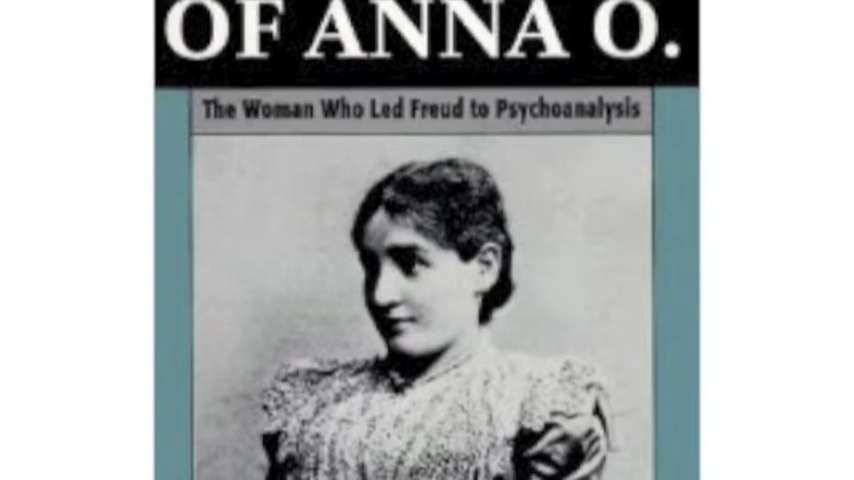 OF ANNA O.
The Woman Who Led Freud to Psychoanalysis